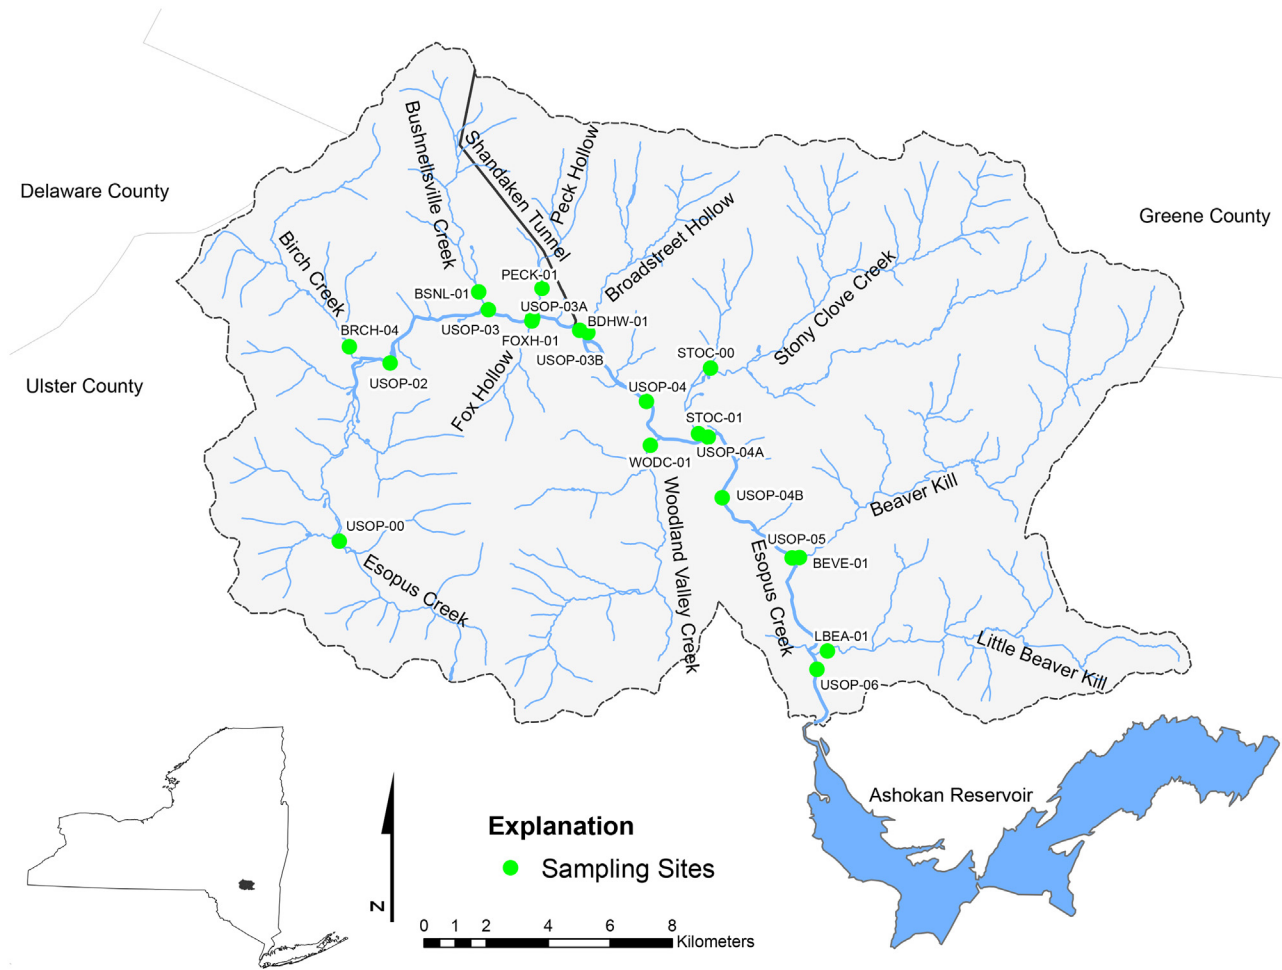 Delaware County
Greene County
Ulster County
Bushnellsville Creek
Shandaken Tunnel
Peck Hollow
Broadstreet Hollow
Birch Creek
Stony Clove Creek
PECK-01
BSNL-01
USOP-03A
BDHW-01
BRCH-04
USOP-03
FOXH-01
USOP-03B
STOC-00
USOP-02
Fox Hollow
USOP-04
STOC-01
USOP-04A
WODC-01
Woodland Valley Creek
USOP-04B
Beaver Kill
USOP-00
USOP-05
BEVE-01
Esopus Creek
Esopus Creek
LBEA-01
Little Beaver Kill
USOP-06
Ashokan Reservoir
Explanation
Sampling Sites
N
0 1 2 4 6 8
Kilometers